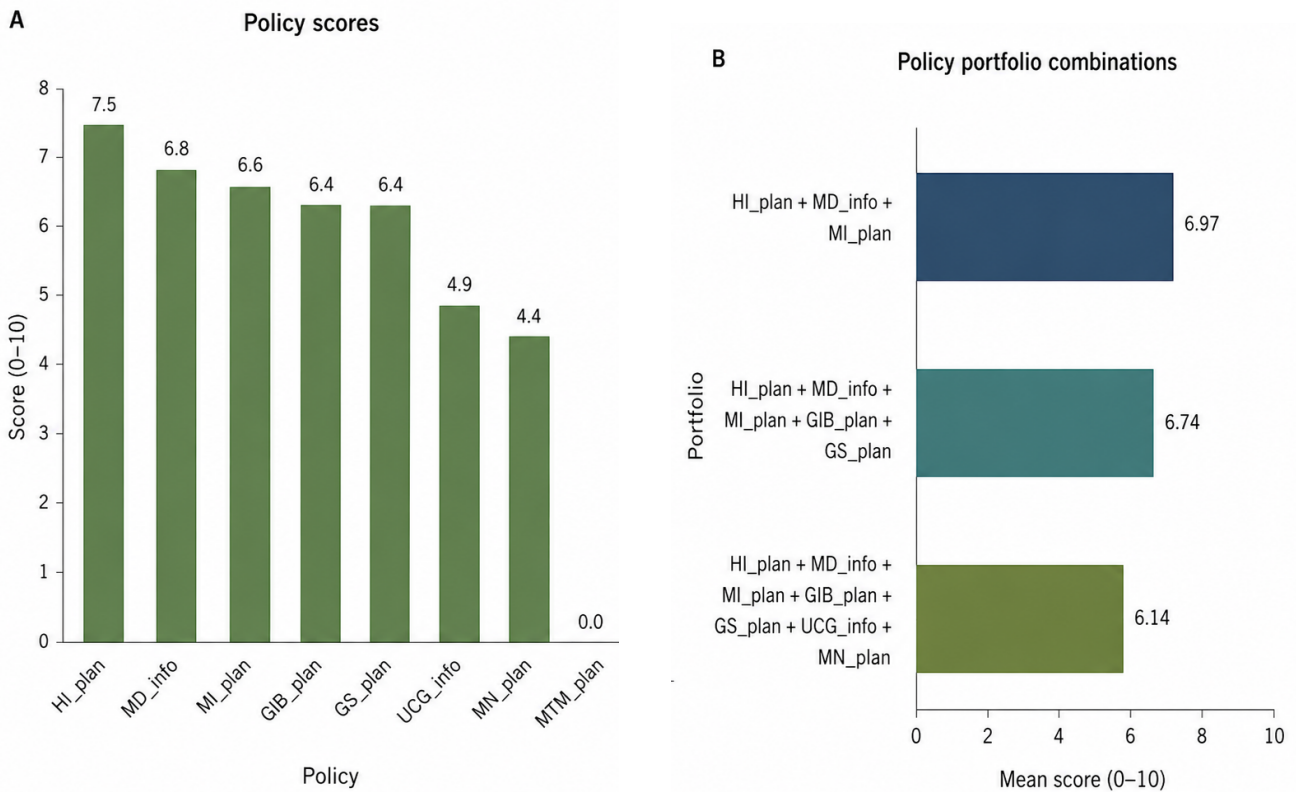 A
Policy scores
8
7
6
5
4
3
2
1
0
Score (0–10)
7.5
6.8
6.6
6.4
6.4
4.9
4.4
0.0
HI_plan
MD_info
MI_plan
GIB_plan
GS_plan
UCG_info
MN_plan
MTM_plan
Policy
B
Policy portfolio combinations
Portfolio
HI_plan + MD_info +
MI_plan
6.97
HI_plan + MD_info +
MI_plan + GIB_plan +
GS_plan
6.74
HI_plan + MD_info +
MI_plan + GIB_plan +
GS_plan + UCG_info +
MN_plan
6.14
0 2 4 6 8 10
Mean score (0–10)